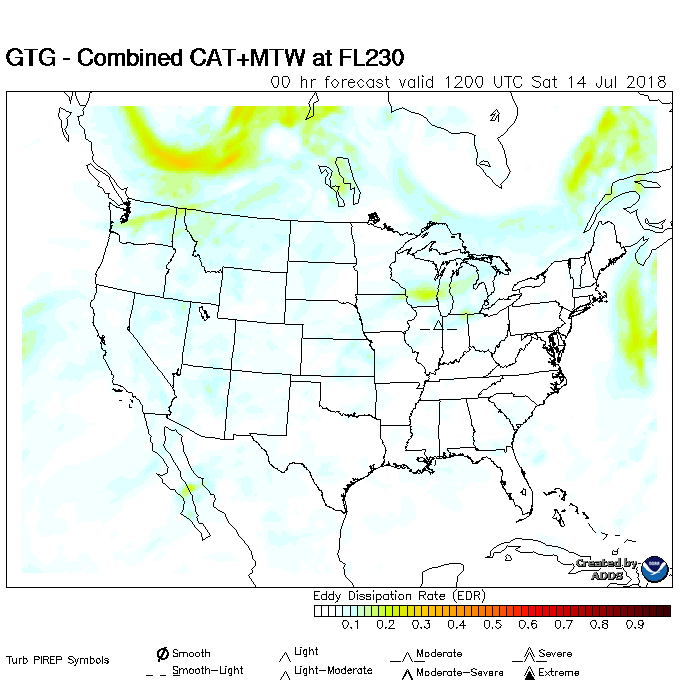 GTG - Combined CAT+MTW at FL230
00 hr forecast valid 1200 UTC Sat 14 Jul 2018
Created by
ADDS
Eddy Dissipation Rate (EDR)
0.1 0.2 0.3 0.4 0.5 0.6 0.7 0.8 0.9
Turb PIREP Symbols
Smooth Light Moderate Severe
Smooth-Light Light-Moderate Moderate-Severe Extreme